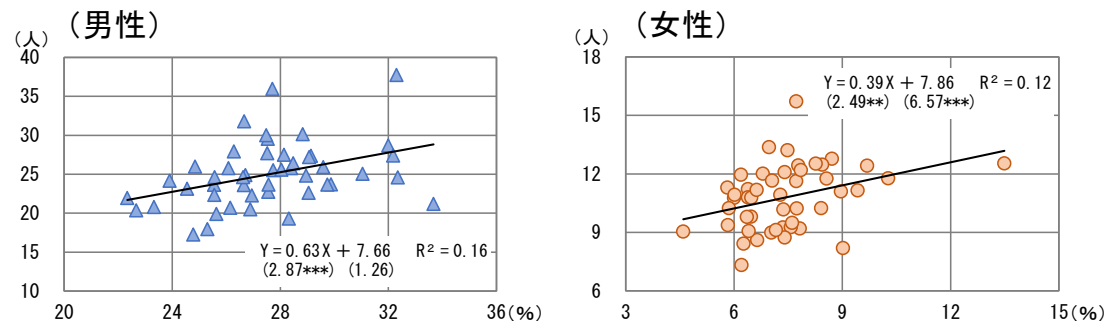 (男性)
(人)
40
35
30
25
20
15
10
Y=0.63X+7.66 R²=0.16
(2.87***) (1.26)
20 24 28 32 36 (%)
(女性)
(人)
18
15
12
9
6
Y=0.39X+7.86 R²=0.12
(2.49**) (6.57***)
3 6 9 12 15 (%)